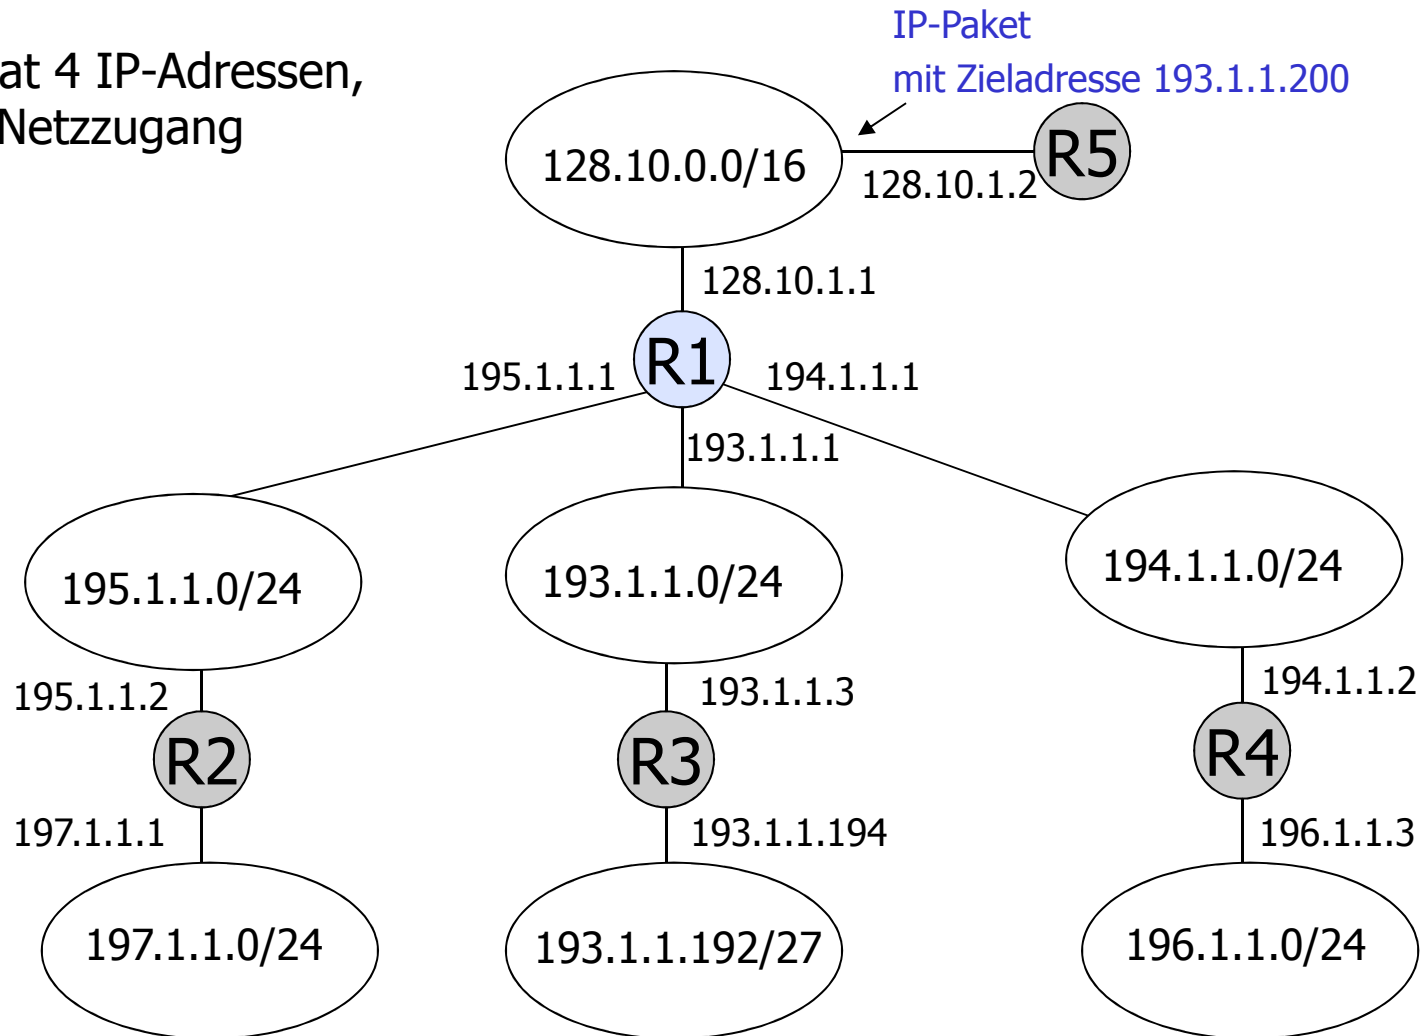 at 4 IP-Adressen,
Netzzugang
IP-Paket
mit Zieladresse 193.1.1.200
128.10.0.0/16
R5
128.10.1.2
128.10.1.1
R1
195.1.1.1
194.1.1.1
193.1.1.1
195.1.1.0/24
193.1.1.0/24
194.1.1.0/24
195.1.1.2
193.1.1.3
194.1.1.2
R2
R3
R4
197.1.1.1
193.1.1.194
196.1.1.3
197.1.1.0/24
193.1.1.192/27
196.1.1.0/24